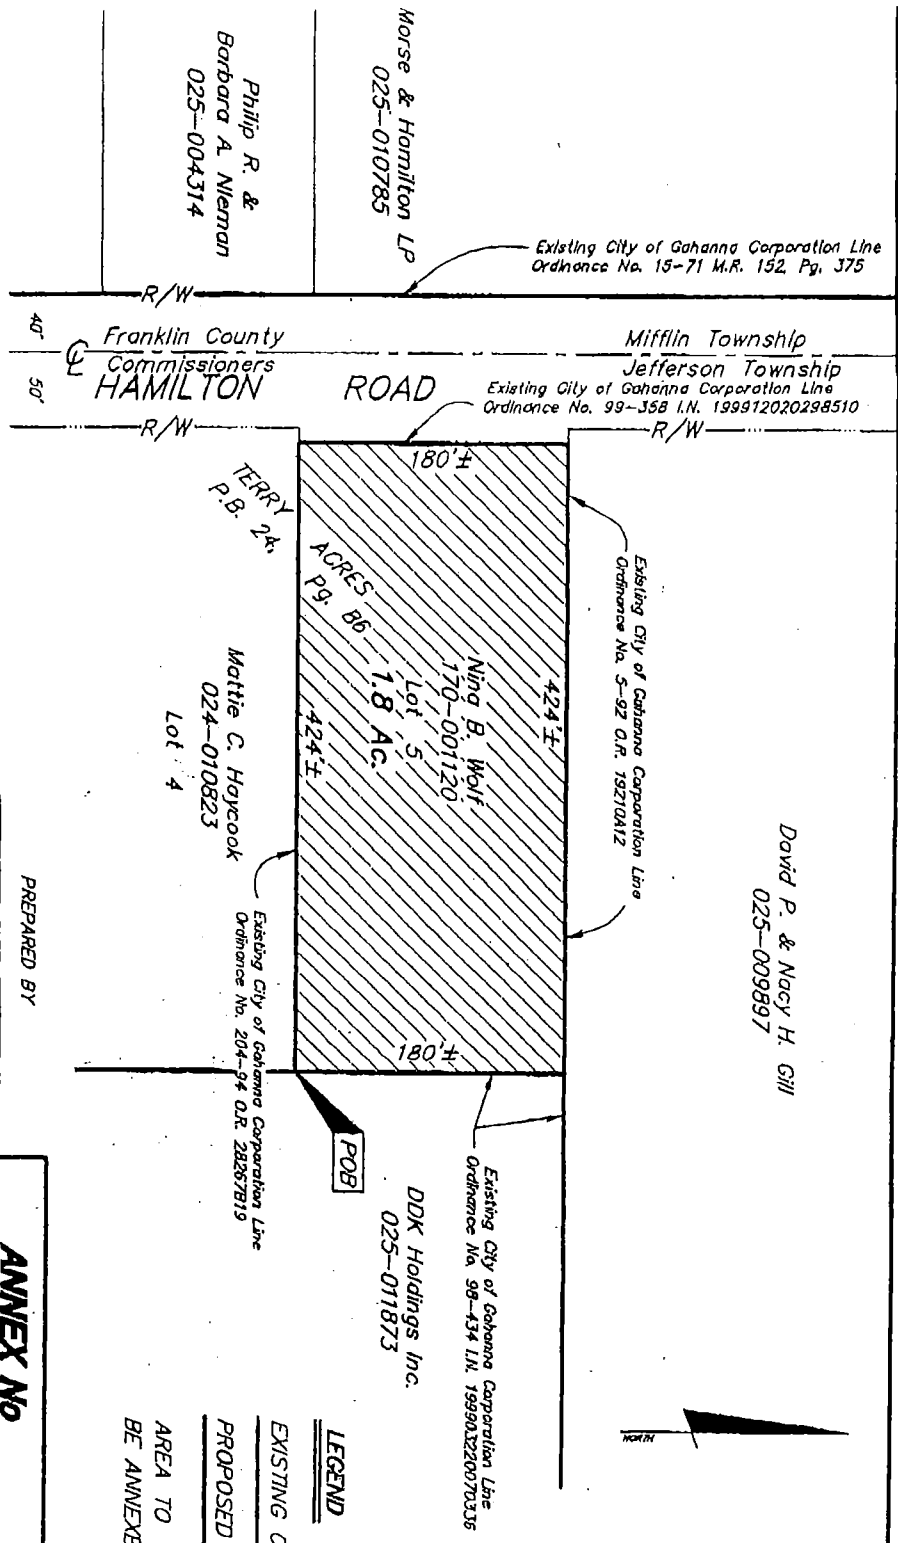 Morse & Hamilton LP
025-010785
Philip R. &
Barbara A. Nieman
025-004314
Existing City of Gahanna Corporation Line
Ordinance No. 15-71 M.R. 152, Pg. 375
R/W
40'
Franklin County
Mifflin Township
℄
50'
Commissioners
Jefferson Township
HAMILTON ROAD
Existing City of Gahanna Corporation Line
Ordinance No. 99-358 I.N. 199912020298510
R/W
R/W
180'±
TERRY ACRES
P.B. 24, Pg. 86
Existing City of Gahanna Corporation Line
Ordinance No. 5-92 O.R. 19210A12
424'±
Nina B. Wolf
170-001120
Lot 5
1.8 Ac.
424'±
Mattie C. Haycook
024-010823
Lot 4
David P. & Nacy H. Gill
025-009897
Existing City of Gahanna Corporation Line
Ordinance No. 204-94 O.R. 28267B19
180'±
POB
Existing City of Gahanna Corporation Line
Ordinance No. 98-434 I.N. 199903220070336
DDK Holdings Inc.
025-011873
NORTH
LEGEND
EXISTING C
PROPOSED
AREA TO
BE ANNEXE
PREPARED BY
ANNEX No